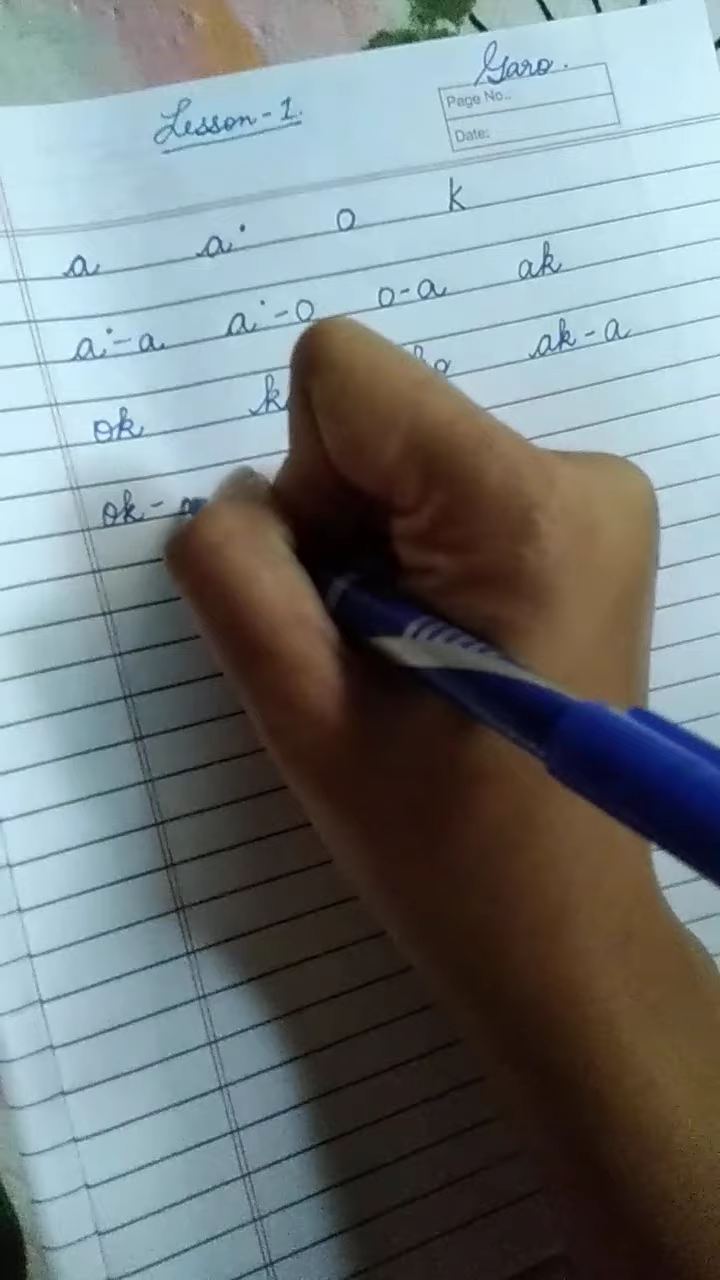 Garo.
Lesson-1.
Page No..
Date:
a a· o k
a·-a a·-o o-a ak
ok ak-a
ok-